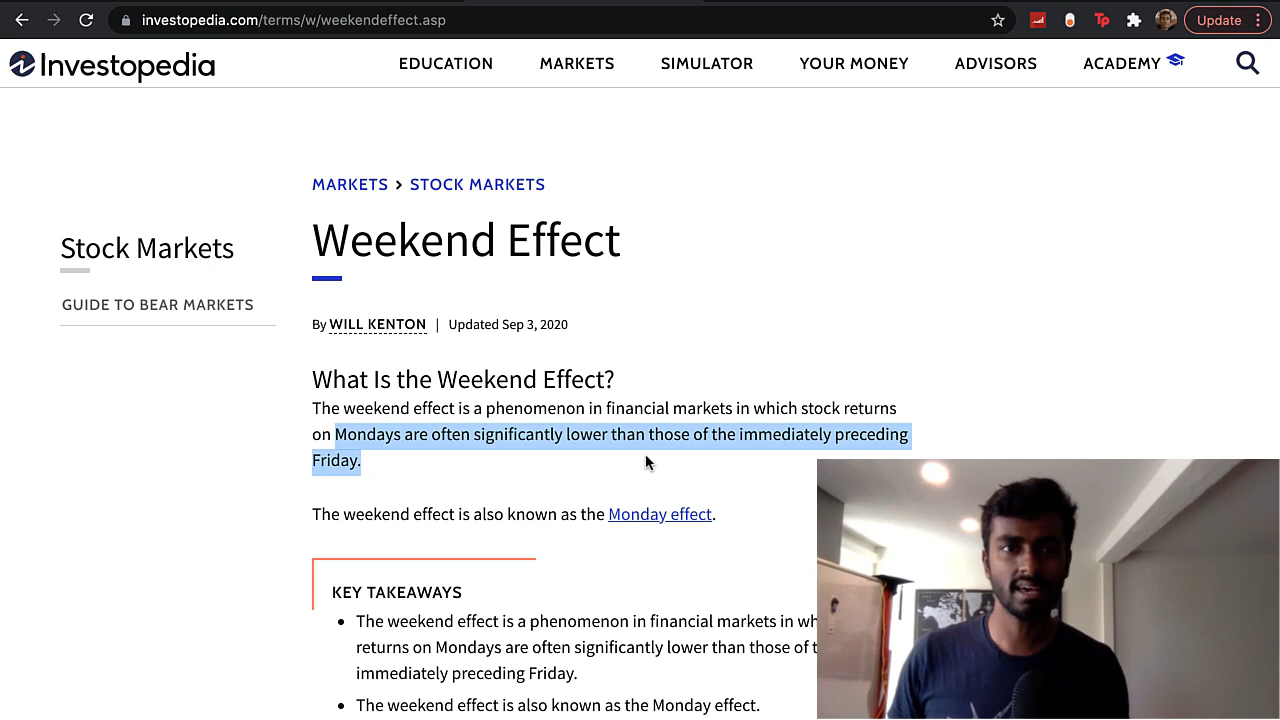 investopedia.com/terms/w/weekendeffect.asp
Tp
Update
Investopedia
EDUCATION MARKETS SIMULATOR YOUR MONEY ADVISORS ACADEMY
MARKETS > STOCK MARKETS
Stock Markets
GUIDE TO BEAR MARKETS
Weekend Effect
By WILL KENTON | Updated Sep 3, 2020
What Is the Weekend Effect?
The weekend effect is a phenomenon in financial markets in which stock returns
on Mondays are often significantly lower than those of the immediately preceding
Friday.
The weekend effect is also known as the Monday effect.
KEY TAKEAWAYS
• The weekend effect is a phenomenon in financial markets in wh
returns on Mondays are often significantly lower than those of t
immediately preceding Friday.
• The weekend effect is also known as the Monday effect.